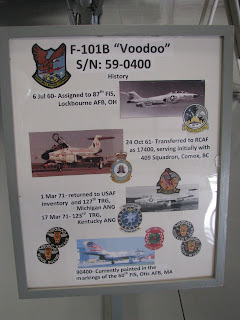 F-101B "Voodoo"
S/N: 59-0400
History
6 Jul 60- Assigned to 87th FIS,
Lockbourne AFB, OH
24 Oct 61- Transferred to RCAF
as 17400, serving initially with
409 Squadron, Comox, BC
1 Mar 71- returned to USAF
inventory and 127th TRG,
Michigan ANG
17 Mar 71- 123rd TRG,
Kentucky ANG
90400- Currently painted in the
markings of the 60th FIS, Otis AFB, MA